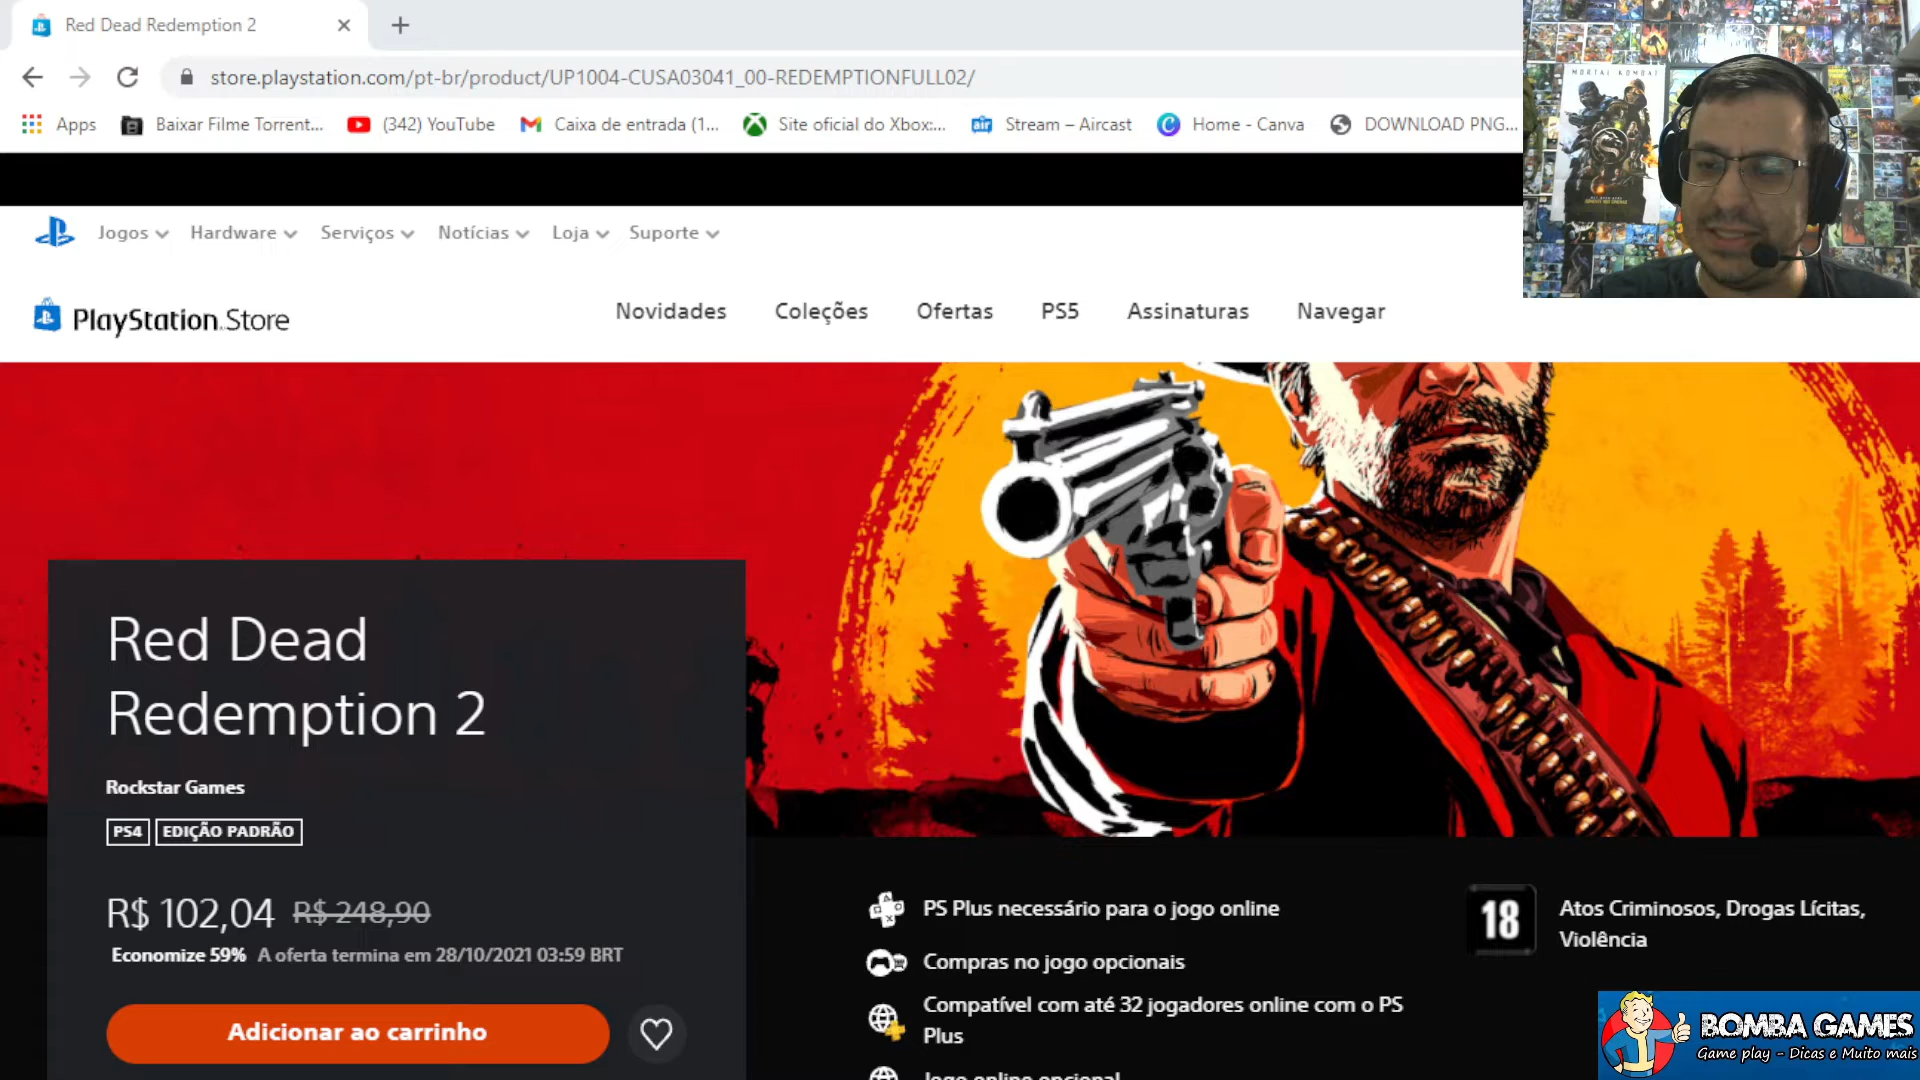 Red Dead Redemption 2
store.playstation.com/pt-br/product/UP1004-CUSA03041_00-REDEMPTIONFULL02/
Apps Baixar Filme Torrent... (342) YouTube Caixa de entrada (1... Site oficial do Xbox:... Stream – Aircast Home - Canva DOWNLOAD PNG...
MORTAL KOMBAT
Jogos Hardware Serviços Notícias Loja Suporte
PlayStation Store
Novidades Coleções Ofertas PS5 Assinaturas Navegar
Red Dead
Redemption 2
Rockstar Games
PS4 EDIÇÃO PADRÃO
R$ 102,04 R$ 248,90
Economize 59% A oferta termina em 28/10/2021 03:59 BRT
Adicionar ao carrinho
PS Plus necessário para o jogo online
Compras no jogo opcionais
Compatível com até 32 jogadores online com o PS
Plus
Jogo online opcional
18
Atos Criminosos, Drogas Lícitas,
Violência
BOMBA GAMES
Game play - Dicas e Muito mais